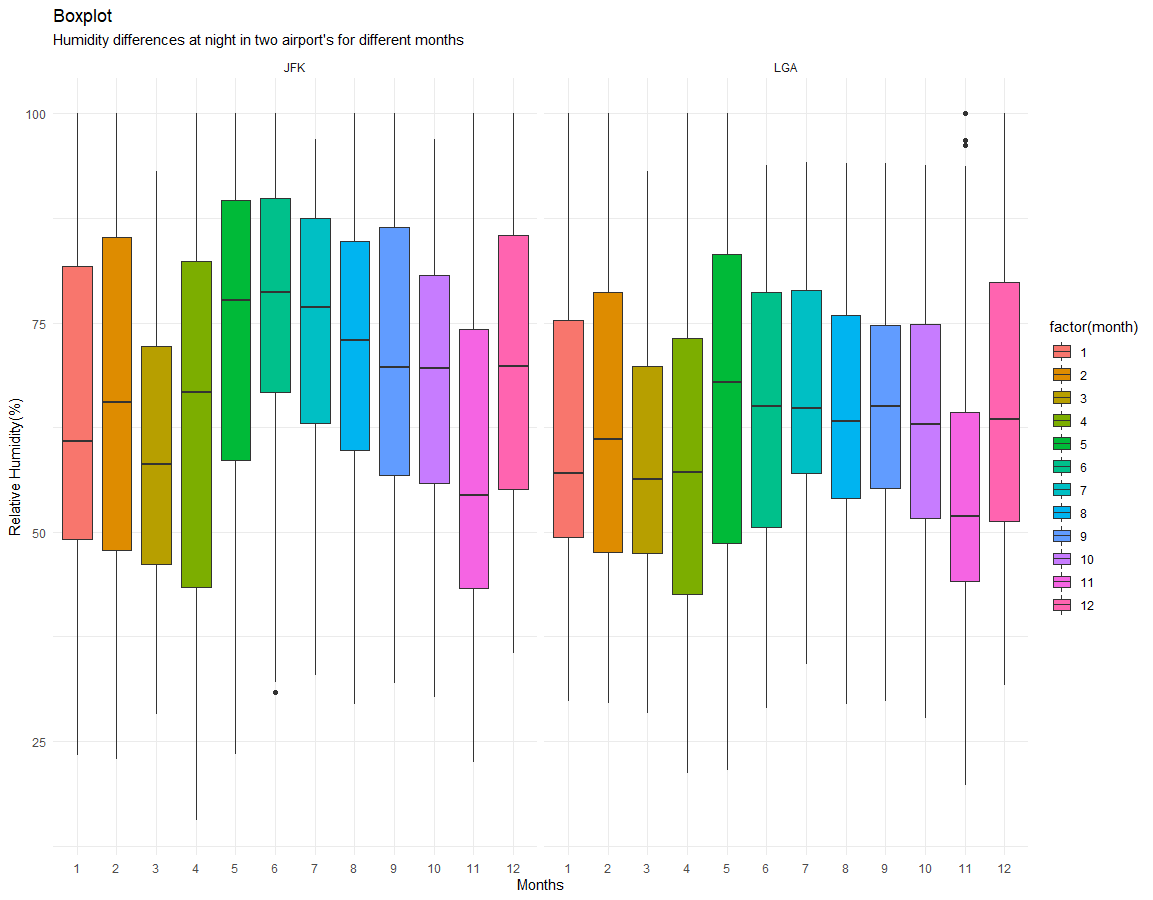 Boxplot
Humidity differences at night in two airport's for different months
JFK
LGA
100
75
50
25
Relative Humidity(%)
1 2 3 4 5 6 7 8 9 10 11 12
1 2 3 4 5 6 7 8 9 10 11 12
Months
factor(month)
1
2
3
4
5
6
7
8
9
10
11
12